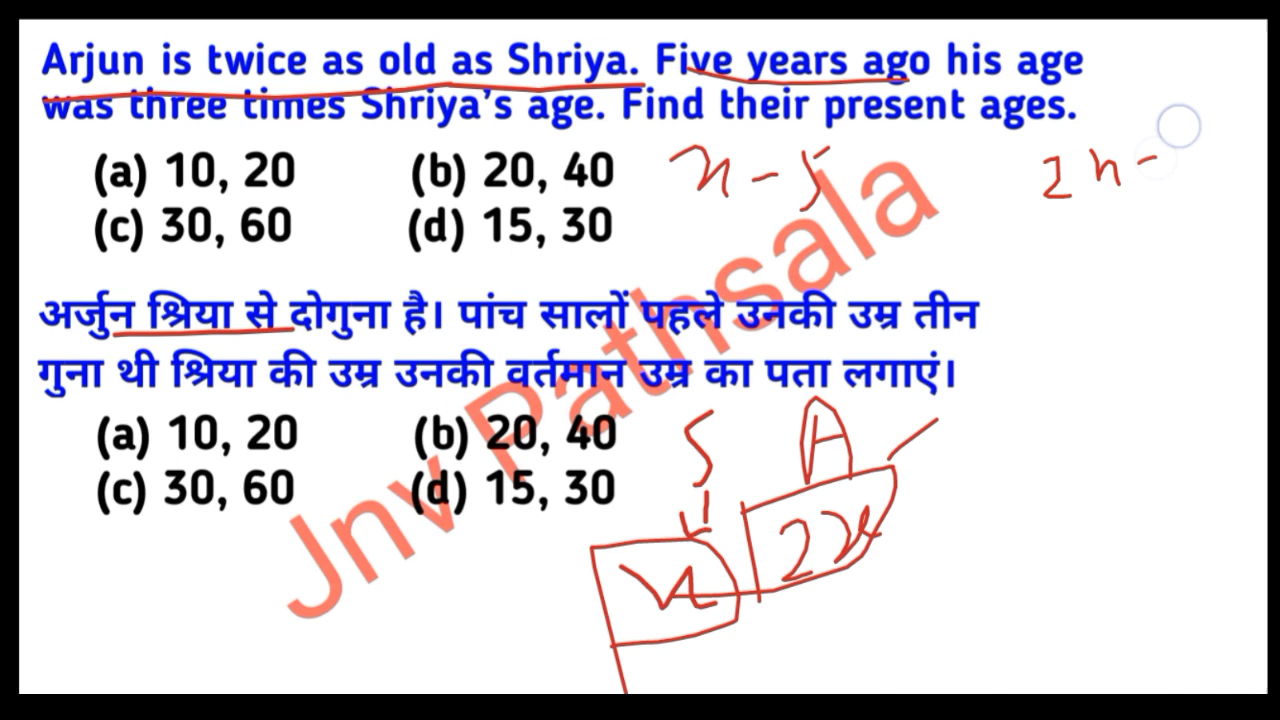 Arjun is twice as old as Shriya. Five years ago his age
was three times Shriya's age. Find their present ages.
(a) 10, 20 (b) 20, 40 x - 5 2x -
(c) 30, 60 (d) 15, 30
अर्जुन श्रिया से दोगुना है। पांच सालों पहले उनकी उम्र तीन
गुना थी श्रिया की उम्र उनकी वर्तमान उम्र का पता लगाएं।
(a) 10, 20 (b) 20, 40 S A
(c) 30, 60 (d) 15, 30
x 2x
Jnv Pathsala